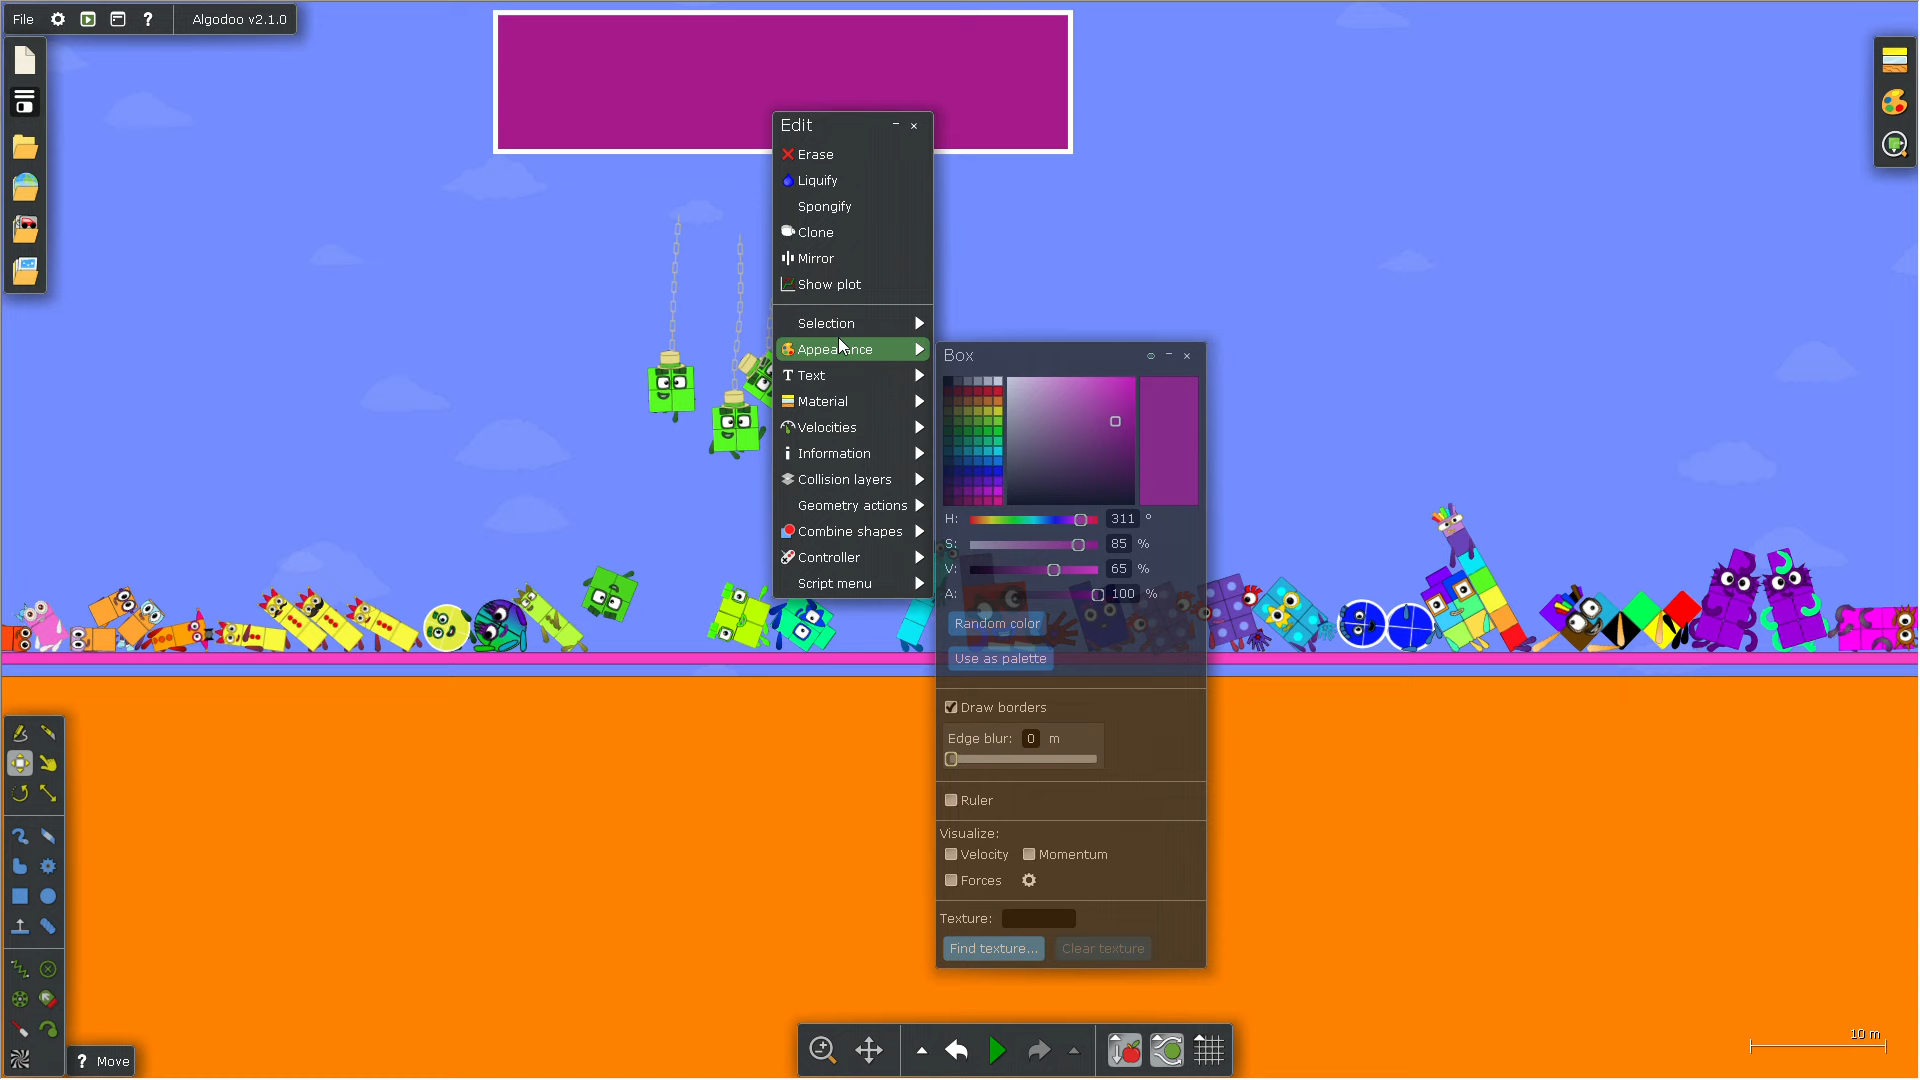 File
Algodoo v2.1.0
Edit
Erase
Liquify
Spongify
Clone
Mirror
Show plot
Selection
Appearance
Text
Material
Velocities
Information
Collision layers
Geometry actions
Combine shapes
Controller
Script menu
Box
H: 311 °
S: 85 %
V: 65 %
A: 100 %
Random color
Use as palette
Draw borders
Edge blur: 0 m
Ruler
Visualize:
Velocity Momentum
Forces
Texture:
Find texture... Clear texture
10 m
? Move